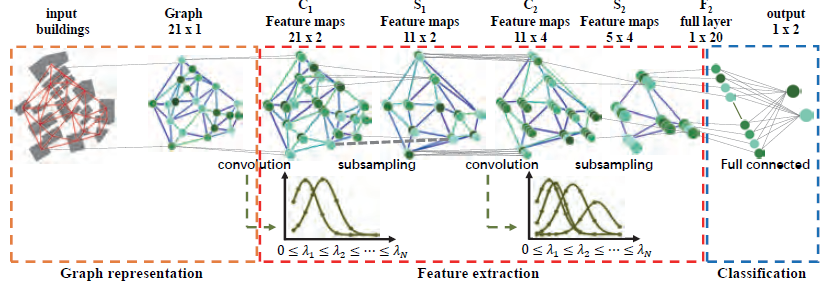 input
buildings
Graph
21 x 1
C₁
Feature maps
21 x 2
S₁
Feature maps
11 x 2
C₂
Feature maps
11 x 4
S₂
Feature maps
5 x 4
F₂
full layer
1 x 20
output
1 x 2
convolution
subsampling
convolution
subsampling
Full connected
0 ≤ λ₁ ≤ λ₂ ≤ ⋯ ≤ λ_N
0 ≤ λ₁ ≤ λ₂ ≤ ⋯ ≤ λ_N
Graph representation
Feature extraction
Classification